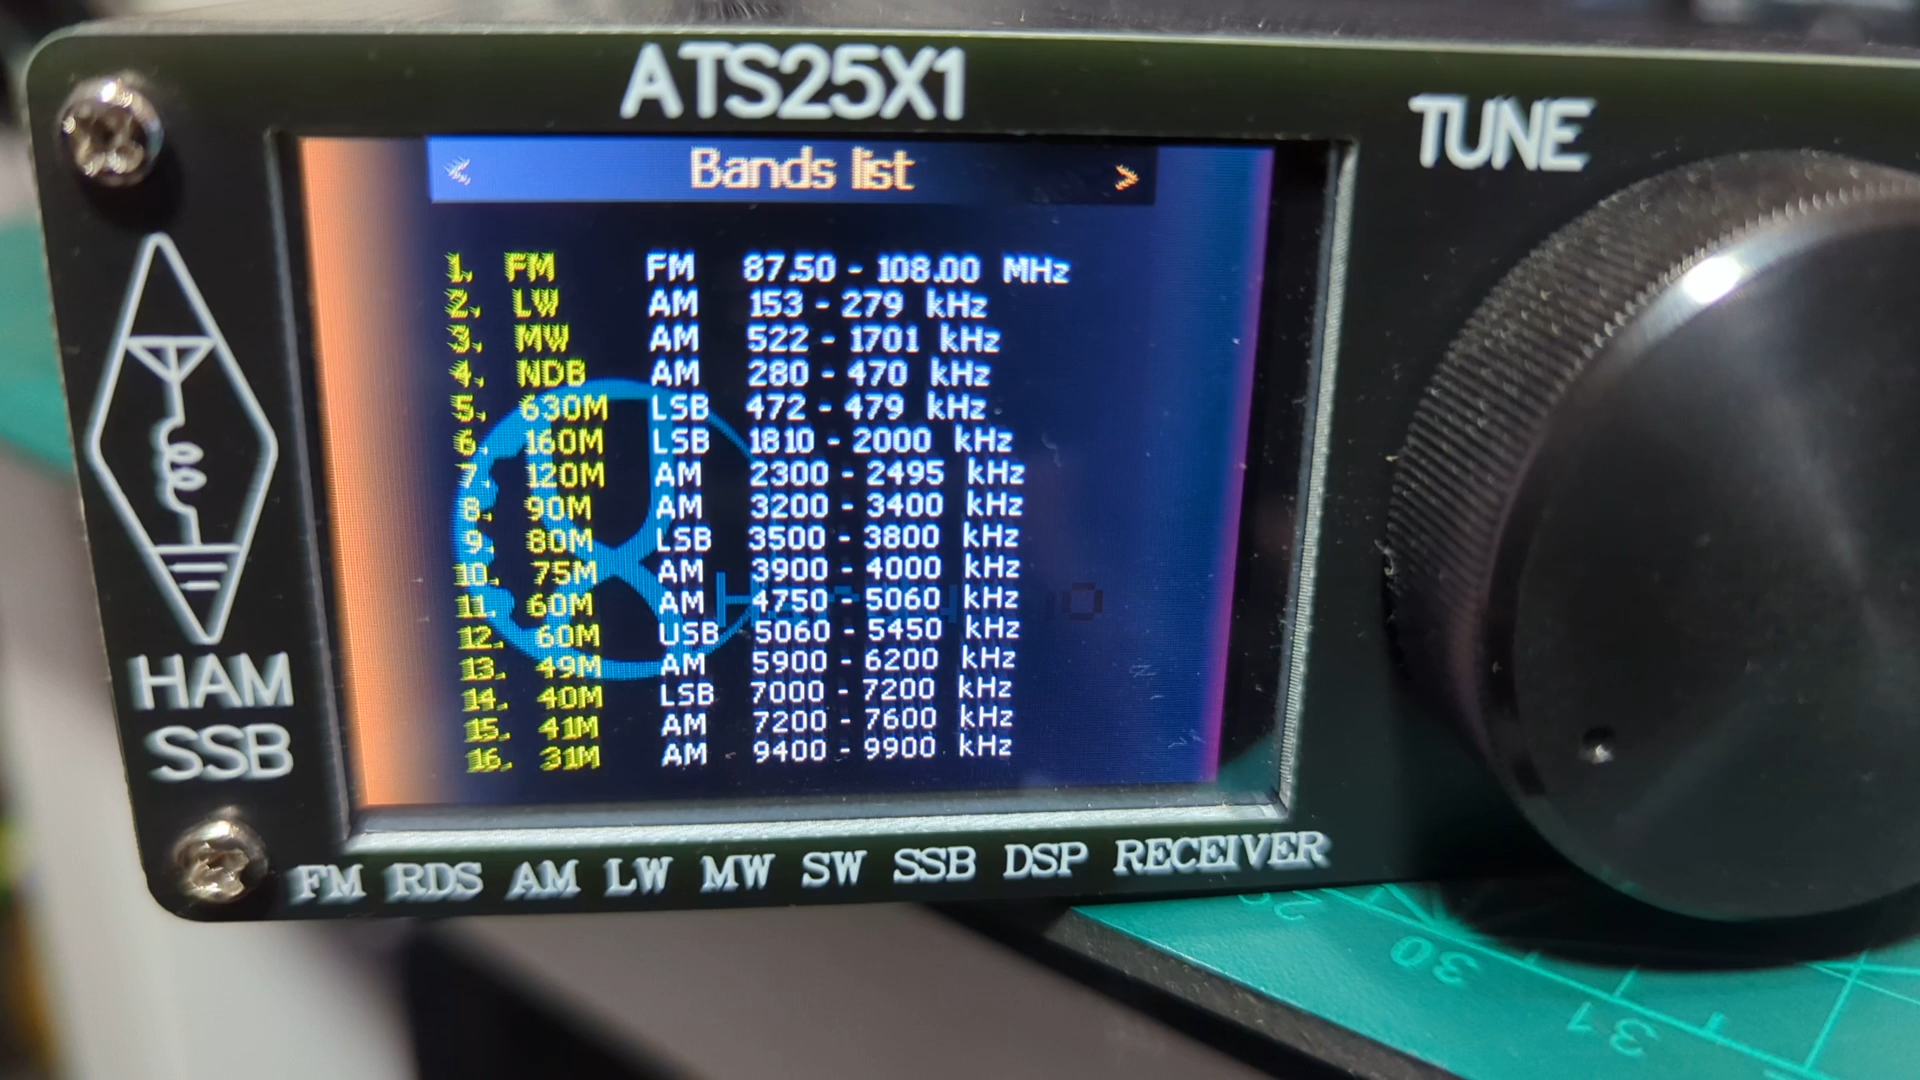 ATS25X1
TUNE
< Bands list >
1. FM FM 87.50 - 108.00 MHz
2. LW AM 153 - 279 kHz
3. MW AM 522 - 1701 kHz
4. NDB AM 280 - 470 kHz
5. 630M LSB 472 - 479 kHz
6. 160M LSB 1810 - 2000 kHz
7. 120M AM 2300 - 2495 kHz
8. 90M AM 3200 - 3400 kHz
9. 80M LSB 3500 - 3800 kHz
10. 75M AM 3900 - 4000 kHz
11. 60M AM 4750 - 5060 kHz
12. 60M USB 5060 - 5450 kHz
13. 49M AM 5900 - 6200 kHz
14. 40M LSB 7000 - 7200 kHz
15. 41M AM 7200 - 7600 kHz
16. 31M AM 9400 - 9900 kHz
HAM
SSB
FM RDS AM LW MW SW SSB DSP RECEIVER
30
31